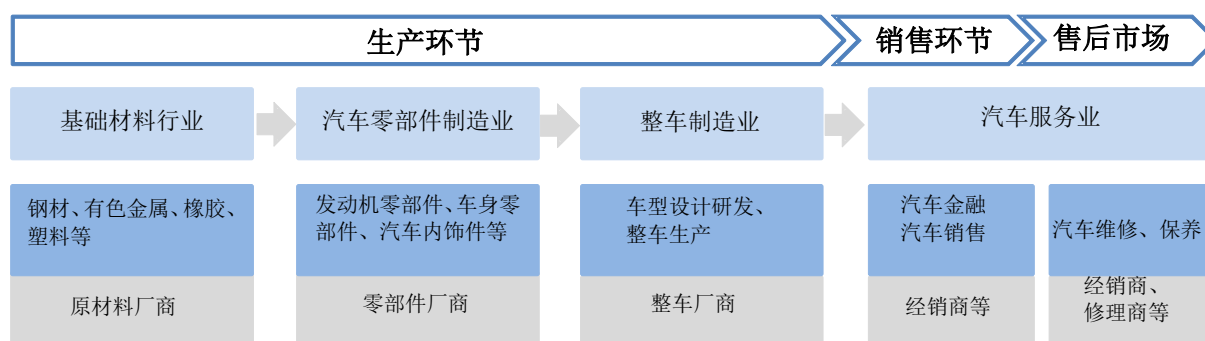 生产环节
销售环节
售后市场
基础材料行业
汽车零部件制造业
整车制造业
汽车服务业
钢材、有色金属、橡胶、
塑料等
发动机零部件、车身零
部件、汽车内饰件等
车型设计研发、
整车生产
汽车金融
汽车销售
汽车维修、保养
原材料厂商
零部件厂商
整车厂商
经销商等
经销商、
修理商等